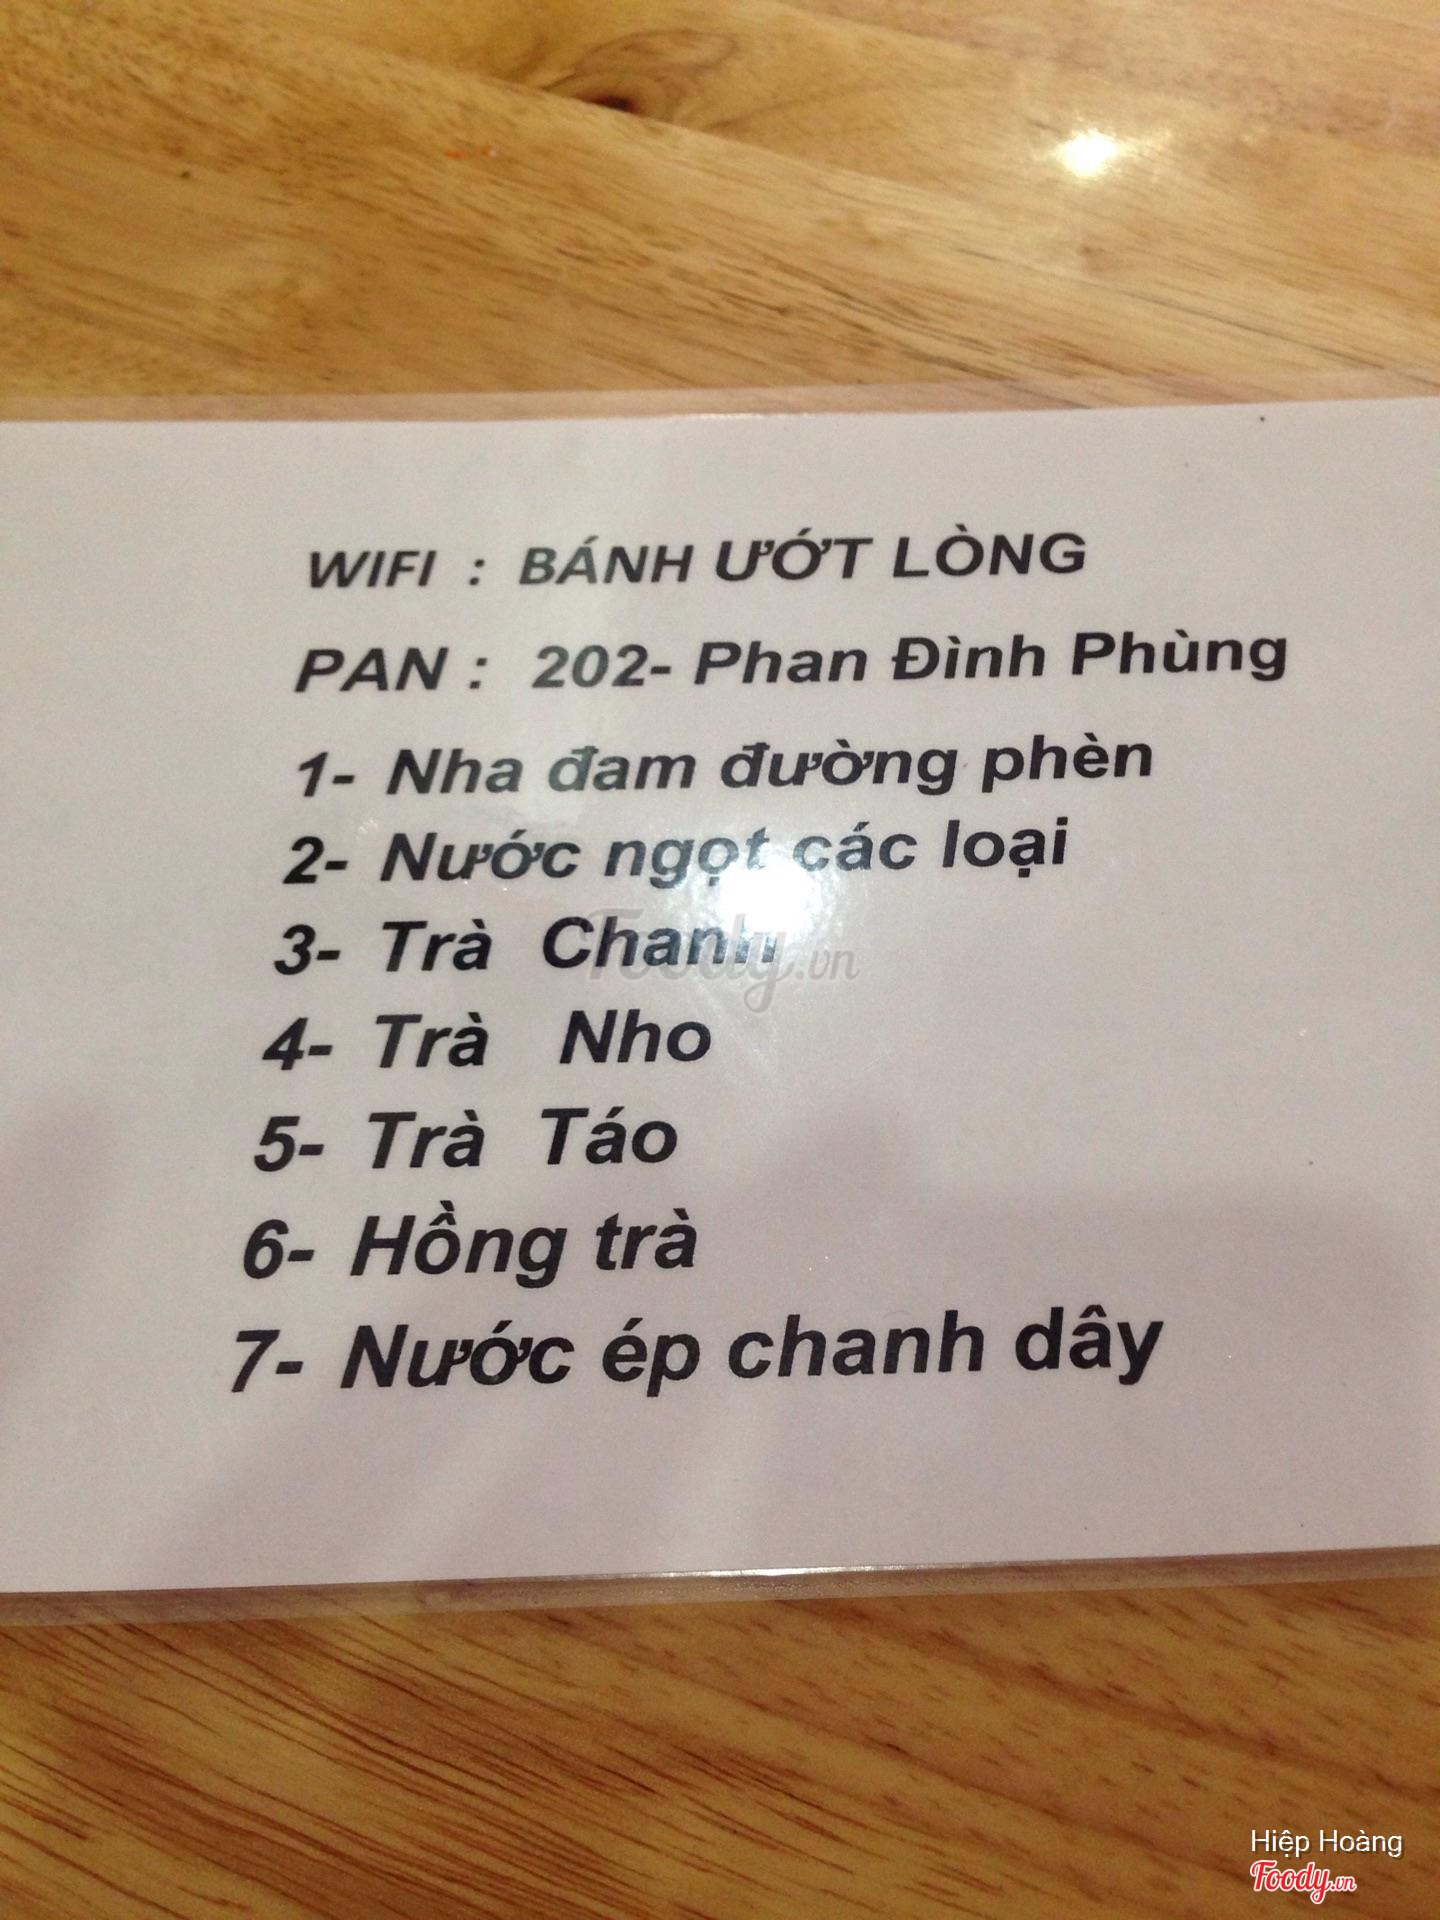 WIFI : BÁNH ƯỚT LÒNG
PAN : 202- Phan Đình Phùng
1- Nha đam đường phèn
2- Nước ngọt các loại
3- Trà Chanh
4- Trà Nho
5- Trà Táo
6- Hồng trà
7- Nước ép chanh dây
Foody.vn
Hiệp Hoàng
Foody.vn